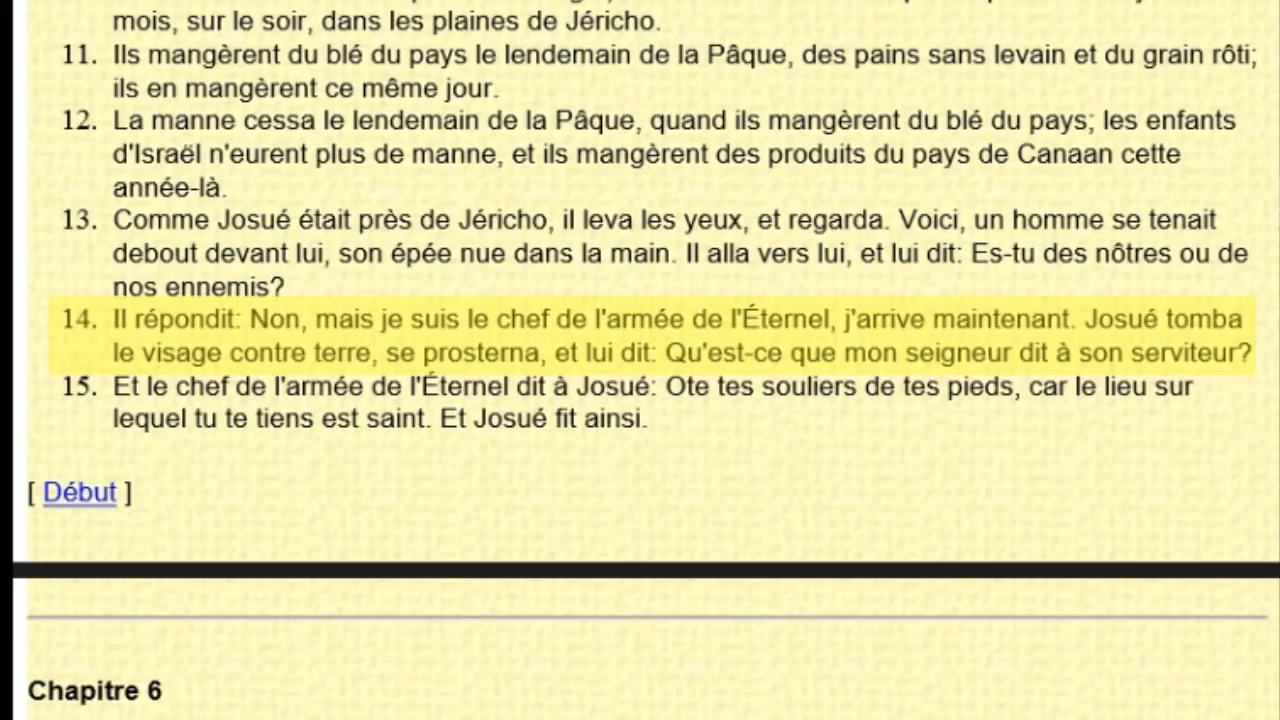 mois, sur le soir, dans les plaines de Jéricho.
11. Ils mangèrent du blé du pays le lendemain de la Pâque, des pains sans levain et du grain rôti;
ils en mangèrent ce même jour.
12. La manne cessa le lendemain de la Pâque, quand ils mangèrent du blé du pays; les enfants
d'Israël n'eurent plus de manne, et ils mangèrent des produits du pays de Canaan cette
année-là.
13. Comme Josué était près de Jéricho, il leva les yeux, et regarda. Voici, un homme se tenait
debout devant lui, son épée nue dans la main. Il alla vers lui, et lui dit: Es-tu des nôtres ou de
nos ennemis?
14. Il répondit: Non, mais je suis le chef de l'armée de l'Éternel, j'arrive maintenant. Josué tomba
le visage contre terre, se prosterna, et lui dit: Qu'est-ce que mon seigneur dit à son serviteur?
15. Et le chef de l'armée de l'Éternel dit à Josué: Ote tes souliers de tes pieds, car le lieu sur
lequel tu te tiens est saint. Et Josué fit ainsi.
[ Début ]
Chapitre 6